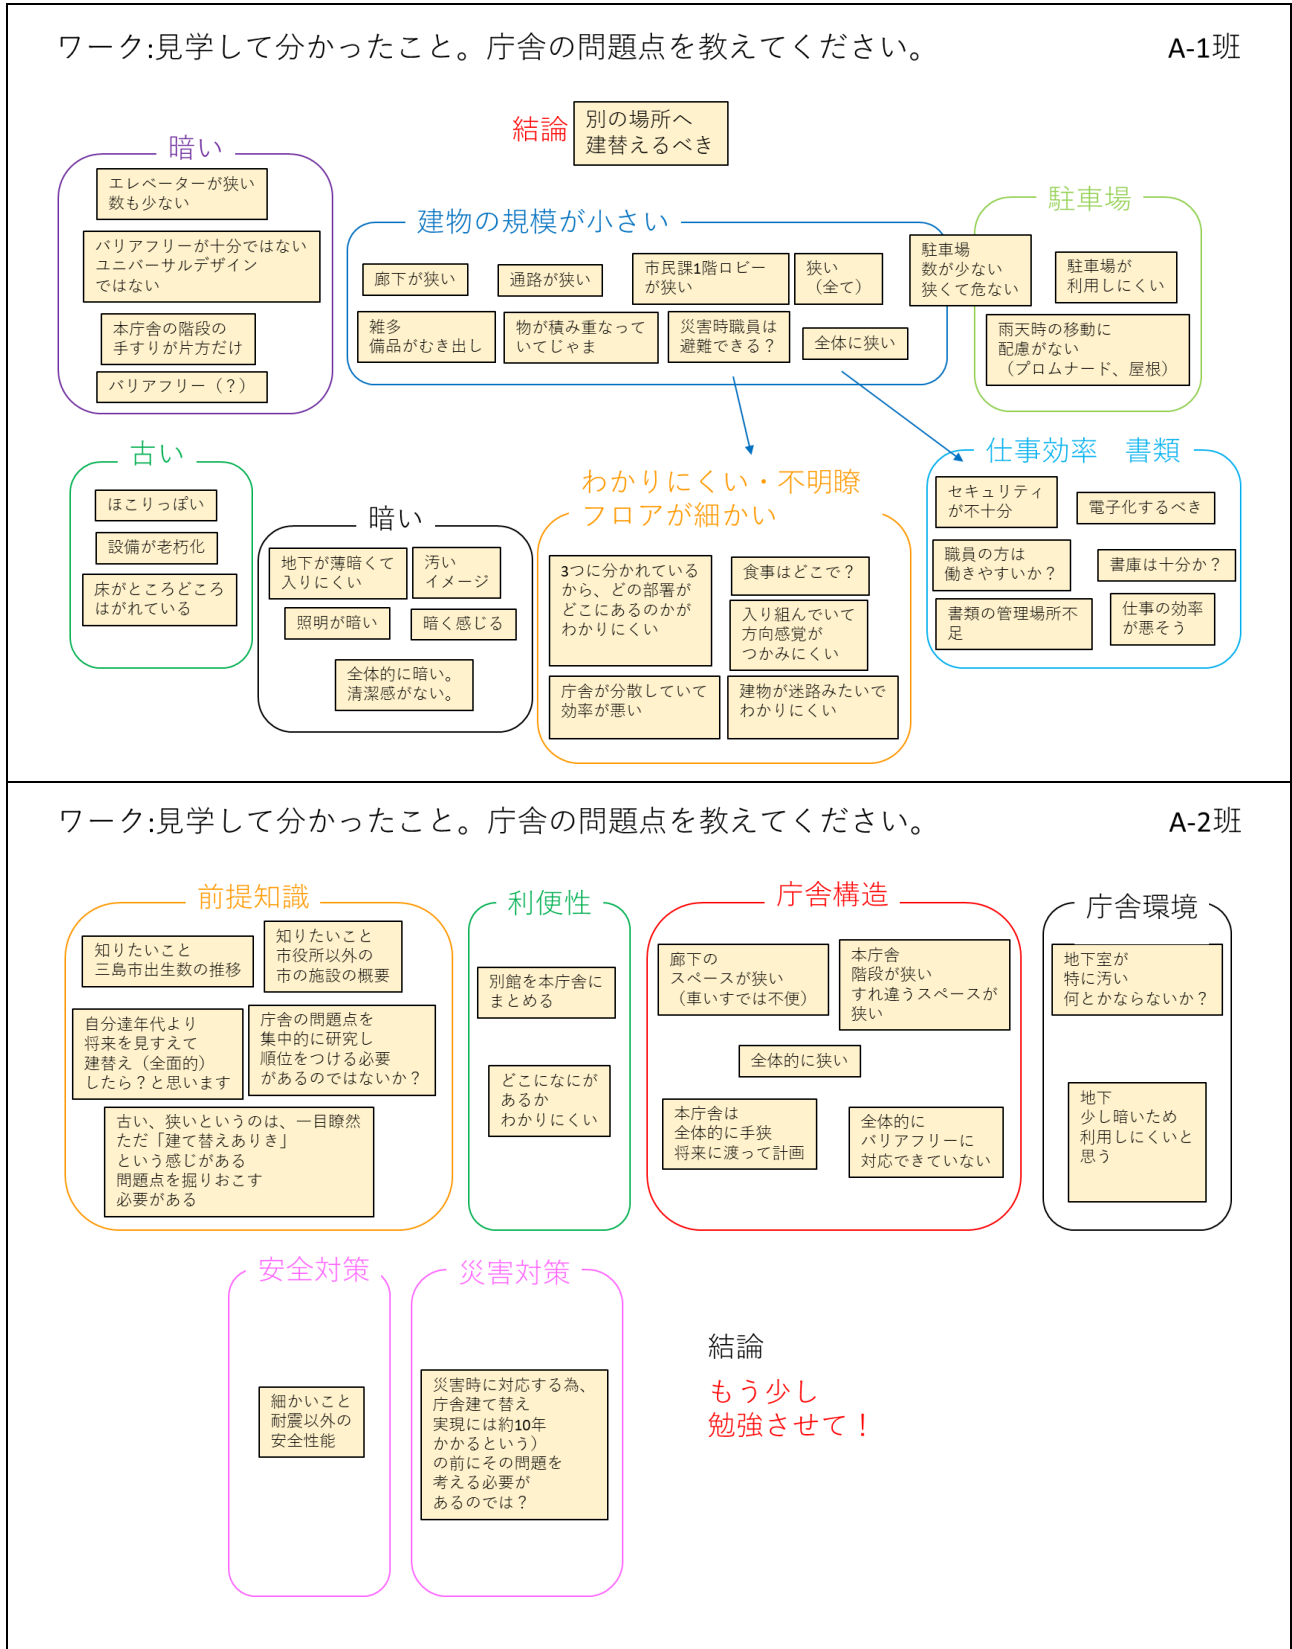 ワーク:見学して分かったこと。庁舎の問題点を教えてください。
A-1班
結論
別の場所へ
建替えるべき
暗い
エレベーターが狭い
数も少ない
バリアフリーが十分ではない
ユニバーサルデザイン
ではない
本庁舎の階段の
手すりが片方だけ
バリアフリー（？）
建物の規模が小さい
廊下が狭い
通路が狭い
市民課1階ロビー
が狭い
狭い
（全て）
雑多
備品がむき出し
物が積み重なって
いてじゃま
災害時職員は
避難できる？
全体に狭い
駐車場
駐車場
数が少ない
狭くて危ない
駐車場が
利用しにくい
雨天時の移動に
配慮がない
（プロムナード、屋根）
古い
ほこりっぽい
設備が老朽化
床がところどころ
はがれている
暗い
地下が薄暗くて
入りにくい
汚い
イメージ
照明が暗い
暗く感じる
全体的に暗い。
清潔感がない。
わかりにくい・不明瞭
フロアが細かい
3つに分かれている
から、どの部署が
どこにあるのかが
わかりにくい
食事はどこで？
入り組んでいて
方向感覚が
つかみにくい
庁舎が分散していて
効率が悪い
建物が迷路みたいで
わかりにくい
仕事効率　書類
セキュリティ
が不十分
電子化するべき
職員の方は
働きやすいか？
書庫は十分か？
書類の管理場所不
足
仕事の効率
が悪そう
ワーク:見学して分かったこと。庁舎の問題点を教えてください。
A-2班
前提知識
知りたいこと
三島市出生数の推移
知りたいこと
市役所以外の
市の施設の概要
自分達年代より
将来を見すえて
建替え（全面的）
したら？と思います
庁舎の問題点を
集中的に研究し
順位をつける必要
があるのではないか？
古い、狭いというのは、一目瞭然
ただ「建て替えありき」
という感じがある
問題点を掘りおこす
必要がある
利便性
別館を本庁舎に
まとめる
どこになにが
あるか
わかりにくい
庁舎構造
廊下の
スペースが狭い
（車いすでは不便）
本庁舎
階段が狭い
すれ違うスペースが
狭い
全体的に狭い
本庁舎は
全体的に手狭
将来に渡って計画
全体的に
バリアフリーに
対応できていない
庁舎環境
地下室が
特に汚い
何とかならないか？
地下
少し暗いため
利用しにくいと
思う
安全対策
細かいこと
耐震以外の
安全性能
災害対策
災害時に対応する為、
庁舎建て替え
実現には約10年
かかるという）
の前にその問題を
考える必要が
あるのでは？
結論
もう少し
勉強させて！